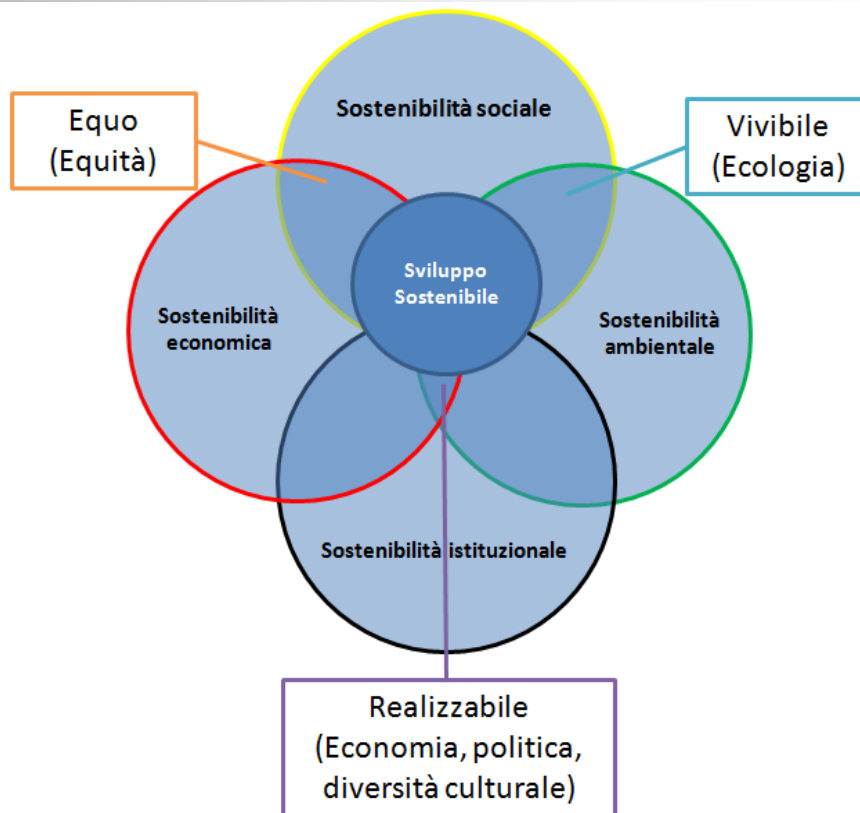 Sostenibilità sociale
Equo
(Equità)
Vivibile
(Ecologia)
Sviluppo
Sostenibile
Sostenibilità
economica
Sostenibilità
ambientale
Sostenibilità istituzionale
Realizzabile
(Economia, politica,
diversità culturale)